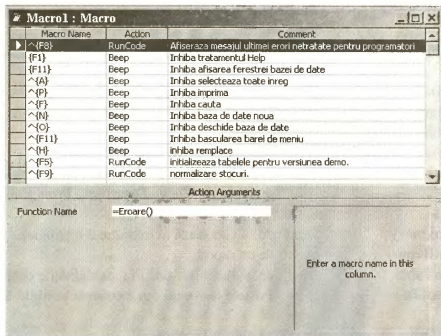 Macro1 : Macro
Macro Name Action Comment
^{F8} RunCode Afiseraza mesajul ultimei erori netratate pentru programatori
{F1} Beep Inhiba tratamentul Help
{F11} Beep Inhiba afisarea ferestrei bazei de date
^{A} Beep Inhiba selecteaza toate inreg
^{P} Beep Inhiba imprima
^{F} Beep Inhiba cauta
^{N} Beep Inhiba baza de date noua
^{O} Beep Inhiba deschide baza de date
^{F11} Beep Inhiba bascularea barei de meniu
^{H} Beep inhiba remplace
^{F5} RunCode initializeaza tabelele pentru versiunea demo.
^{F9} RunCode normalizare stocuri.
Action Arguments
Function Name =Eroare()
Enter a macro name in this
column.